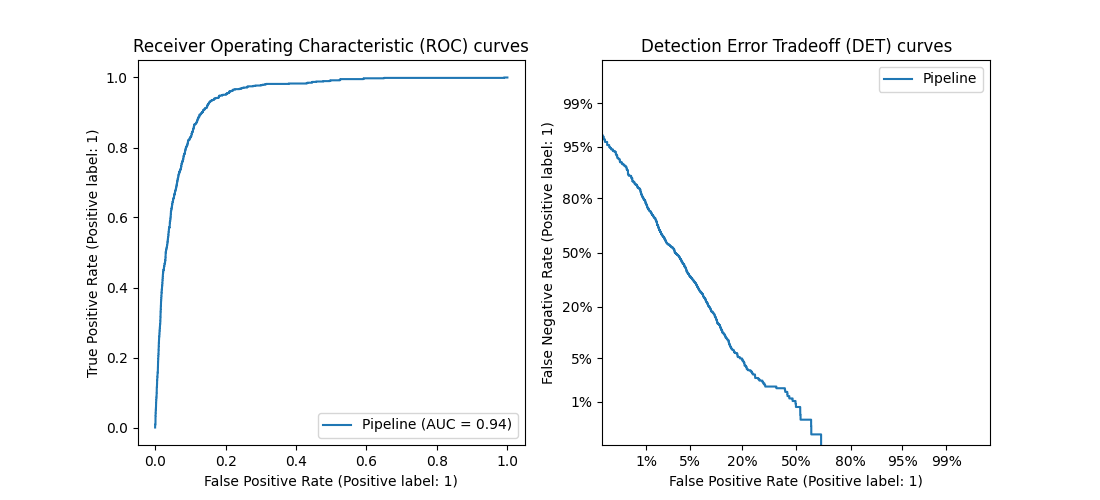 Receiver Operating Characteristic (ROC) curves
True Positive Rate (Positive label: 1)
1.0
0.8
0.6
0.4
0.2
0.0
Pipeline (AUC = 0.94)
0.0 0.2 0.4 0.6 0.8 1.0
False Positive Rate (Positive label: 1)
Detection Error Tradeoff (DET) curves
False Negative Rate (Positive label: 1)
99%
95%
80%
50%
20%
5%
1%
Pipeline
1% 5% 20% 50% 80% 95% 99%
False Positive Rate (Positive label: 1)